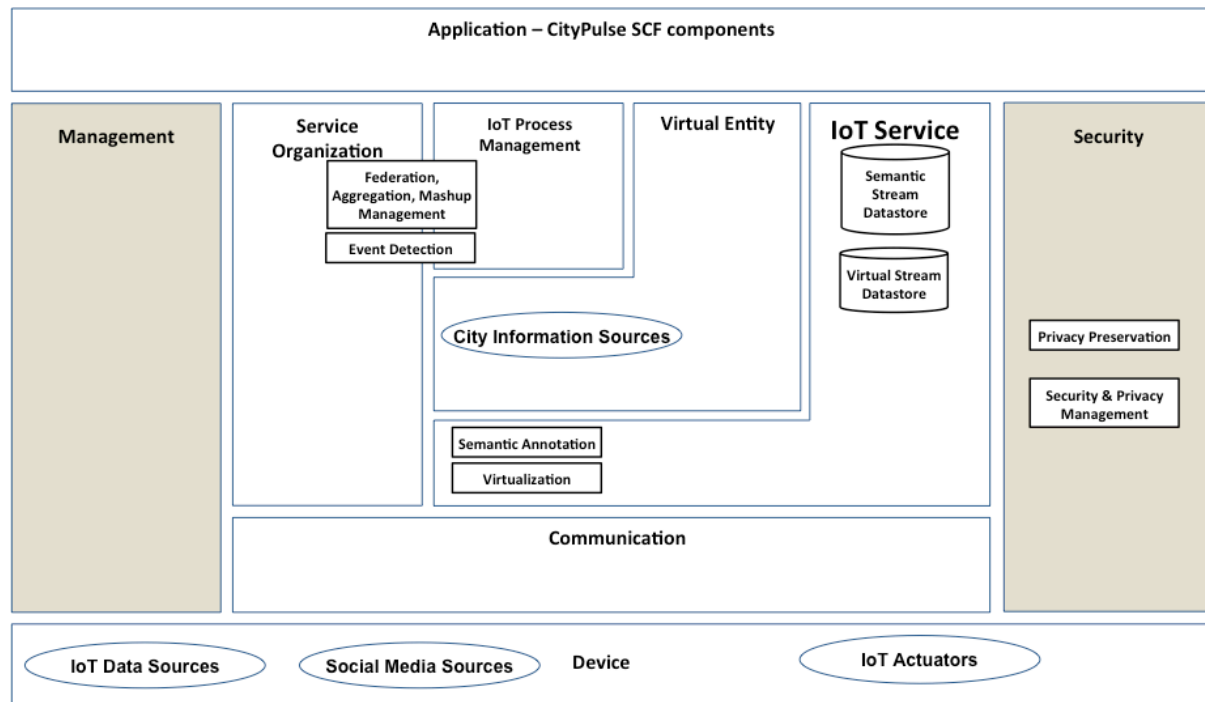 Application – CityPulse SCF components
Management
Service
Organization
IoT Process
Management
Virtual Entity
IoT Service
Security
Federation,
Aggregation, Mashup
Management
Event Detection
Semantic
Stream
Datastore
Virtual Stream
Datastore
City Information Sources
Privacy Preservation
Security & Privacy
Management
Semantic Annotation
Virtualization
Communication
IoT Data Sources
Social Media Sources
Device
IoT Actuators